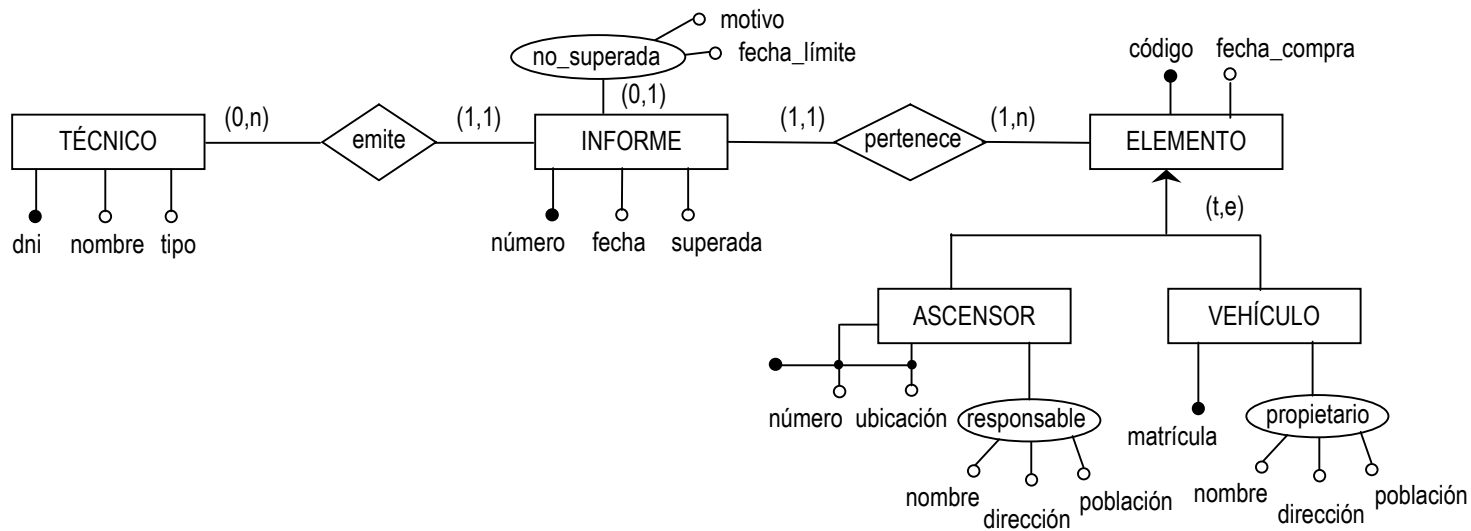 motivo
no_superada
fecha_límite
código fecha_compra
(0,1)
(0,n) (1,1) (1,1) (1,n)
TÉCNICO emite INFORME pertenece ELEMENTO
(t,e)
dni nombre tipo
número fecha superada
ASCENSOR VEHÍCULO
número ubicación responsable
matrícula propietario
nombre dirección población
nombre dirección población